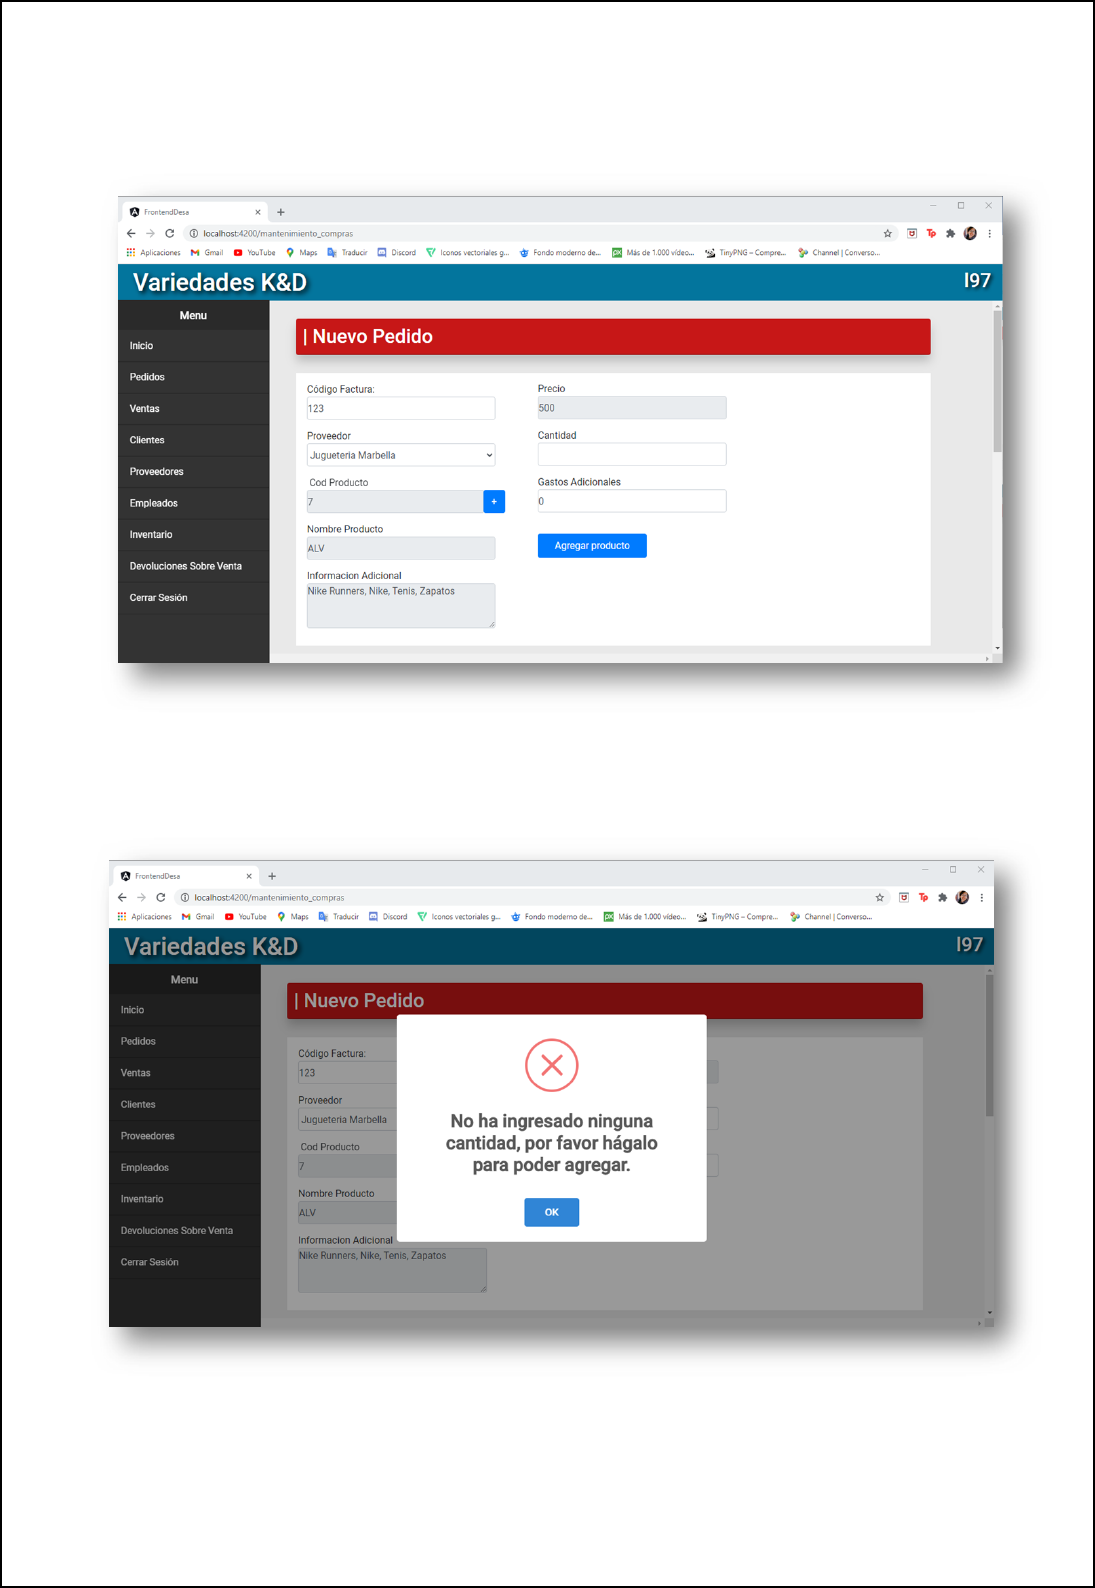 FrontendDesa
localhost:4200/mantenimiento_compras
Aplicaciones Gmail YouTube Maps Traducir Discord Iconos vectoriales g... Fondo moderno de... Más de 1.000 vídeo... TinyPNG – Compre... Channel | Converso...
Variedades K&D
l97
Menu
Inicio
Pedidos
Ventas
Clientes
Proveedores
Empleados
Inventario
Devoluciones Sobre Venta
Cerrar Sesión
| Nuevo Pedido
Código Factura:
123
Proveedor
Jugueteria Marbella
Cod Producto
7 +
Nombre Producto
ALV
Informacion Adicional
Nike Runners, Nike, Tenis, Zapatos
Precio
500
Cantidad
Gastos Adicionales
0
Agregar producto
FrontendDesa
localhost:4200/mantenimiento_compras
Aplicaciones Gmail YouTube Maps Traducir Discord Iconos vectoriales g... Fondo moderno de... Más de 1.000 vídeo... TinyPNG – Compre... Channel | Converso...
Variedades K&D
l97
Menu
Inicio
Pedidos
Ventas
Clientes
Proveedores
Empleados
Inventario
Devoluciones Sobre Venta
Cerrar Sesión
| Nuevo Pedido
Código Factura:
123
Proveedor
Jugueteria Marbella
Cod Producto
7
Nombre Producto
ALV
Informacion Adicional
Nike Runners, Nike, Tenis, Zapatos
No ha ingresado ninguna
cantidad, por favor hágalo
para poder agregar.
OK